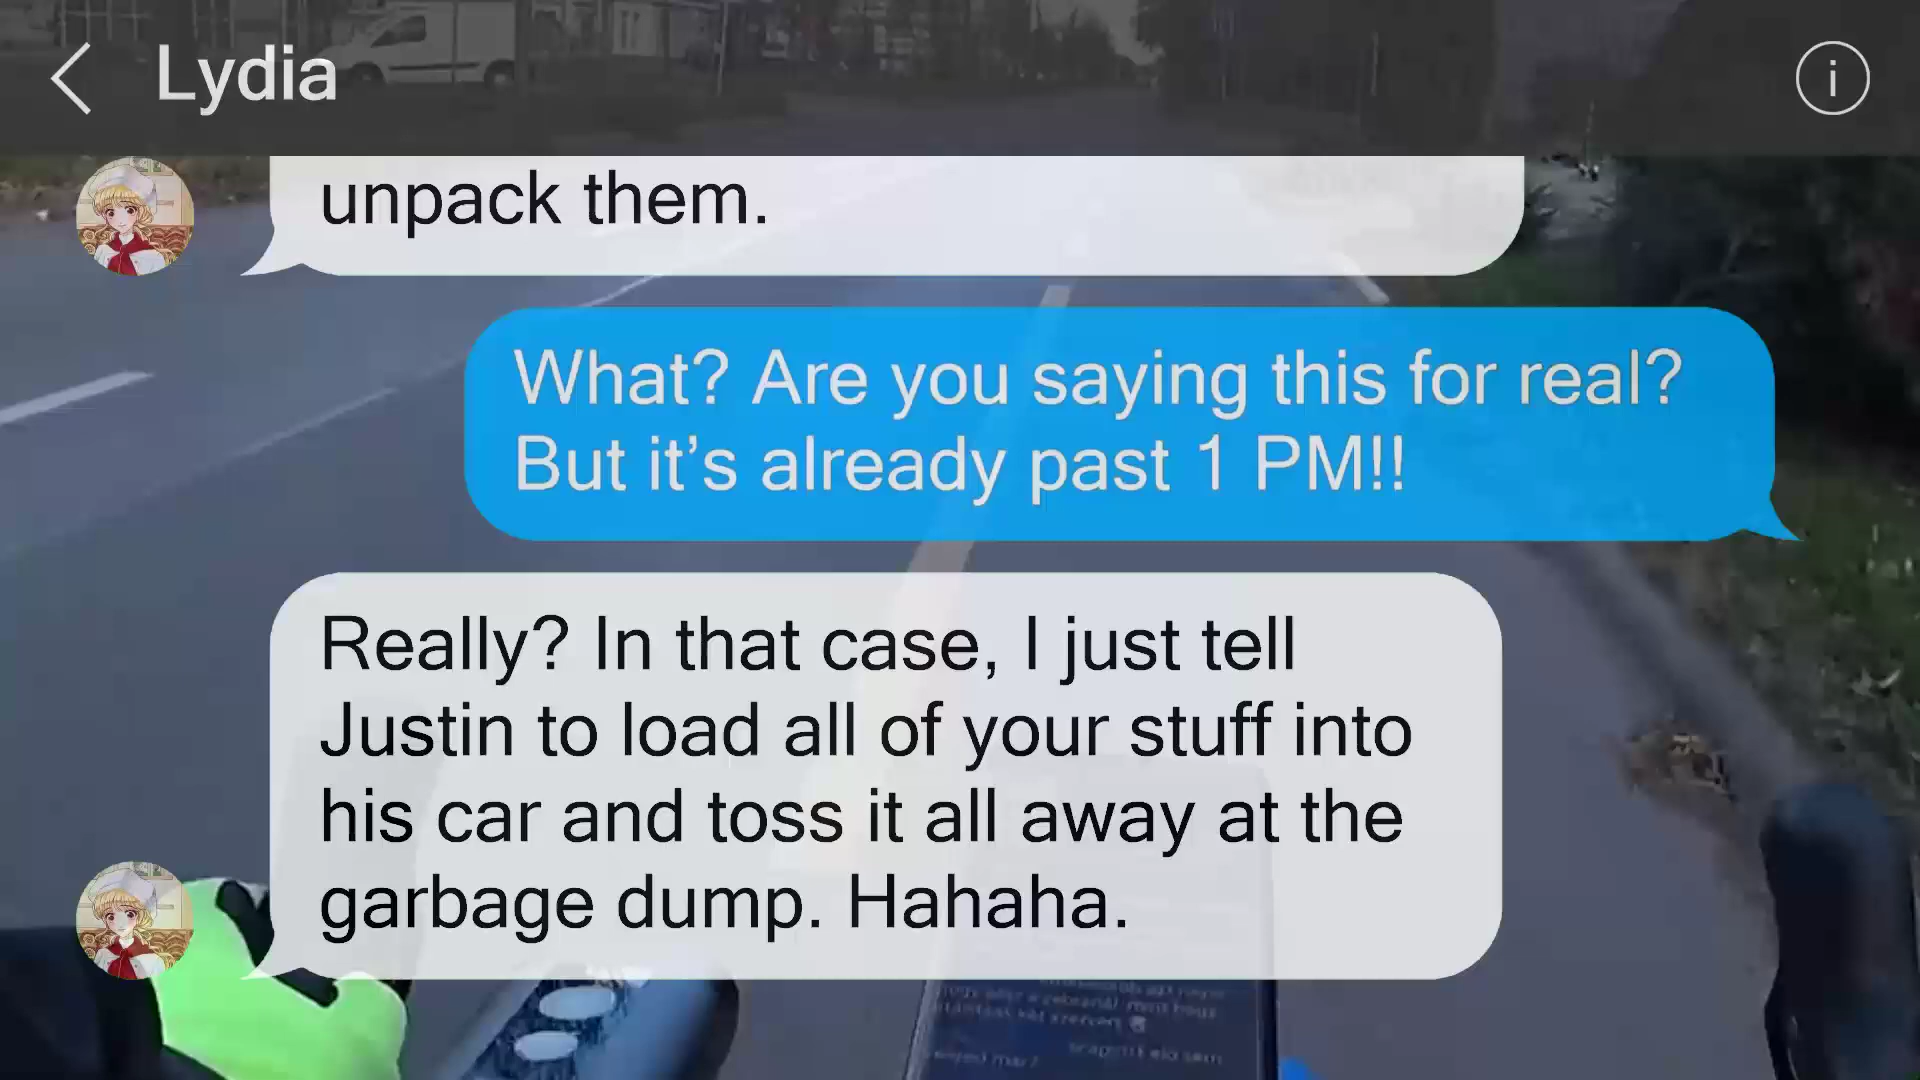 Lydia
unpack them.
What? Are you saying this for real?
But it’s already past 1 PM!!
Really? In that case, I just tell
Justin to load all of your stuff into
his car and toss it all away at the
garbage dump. Hahaha.